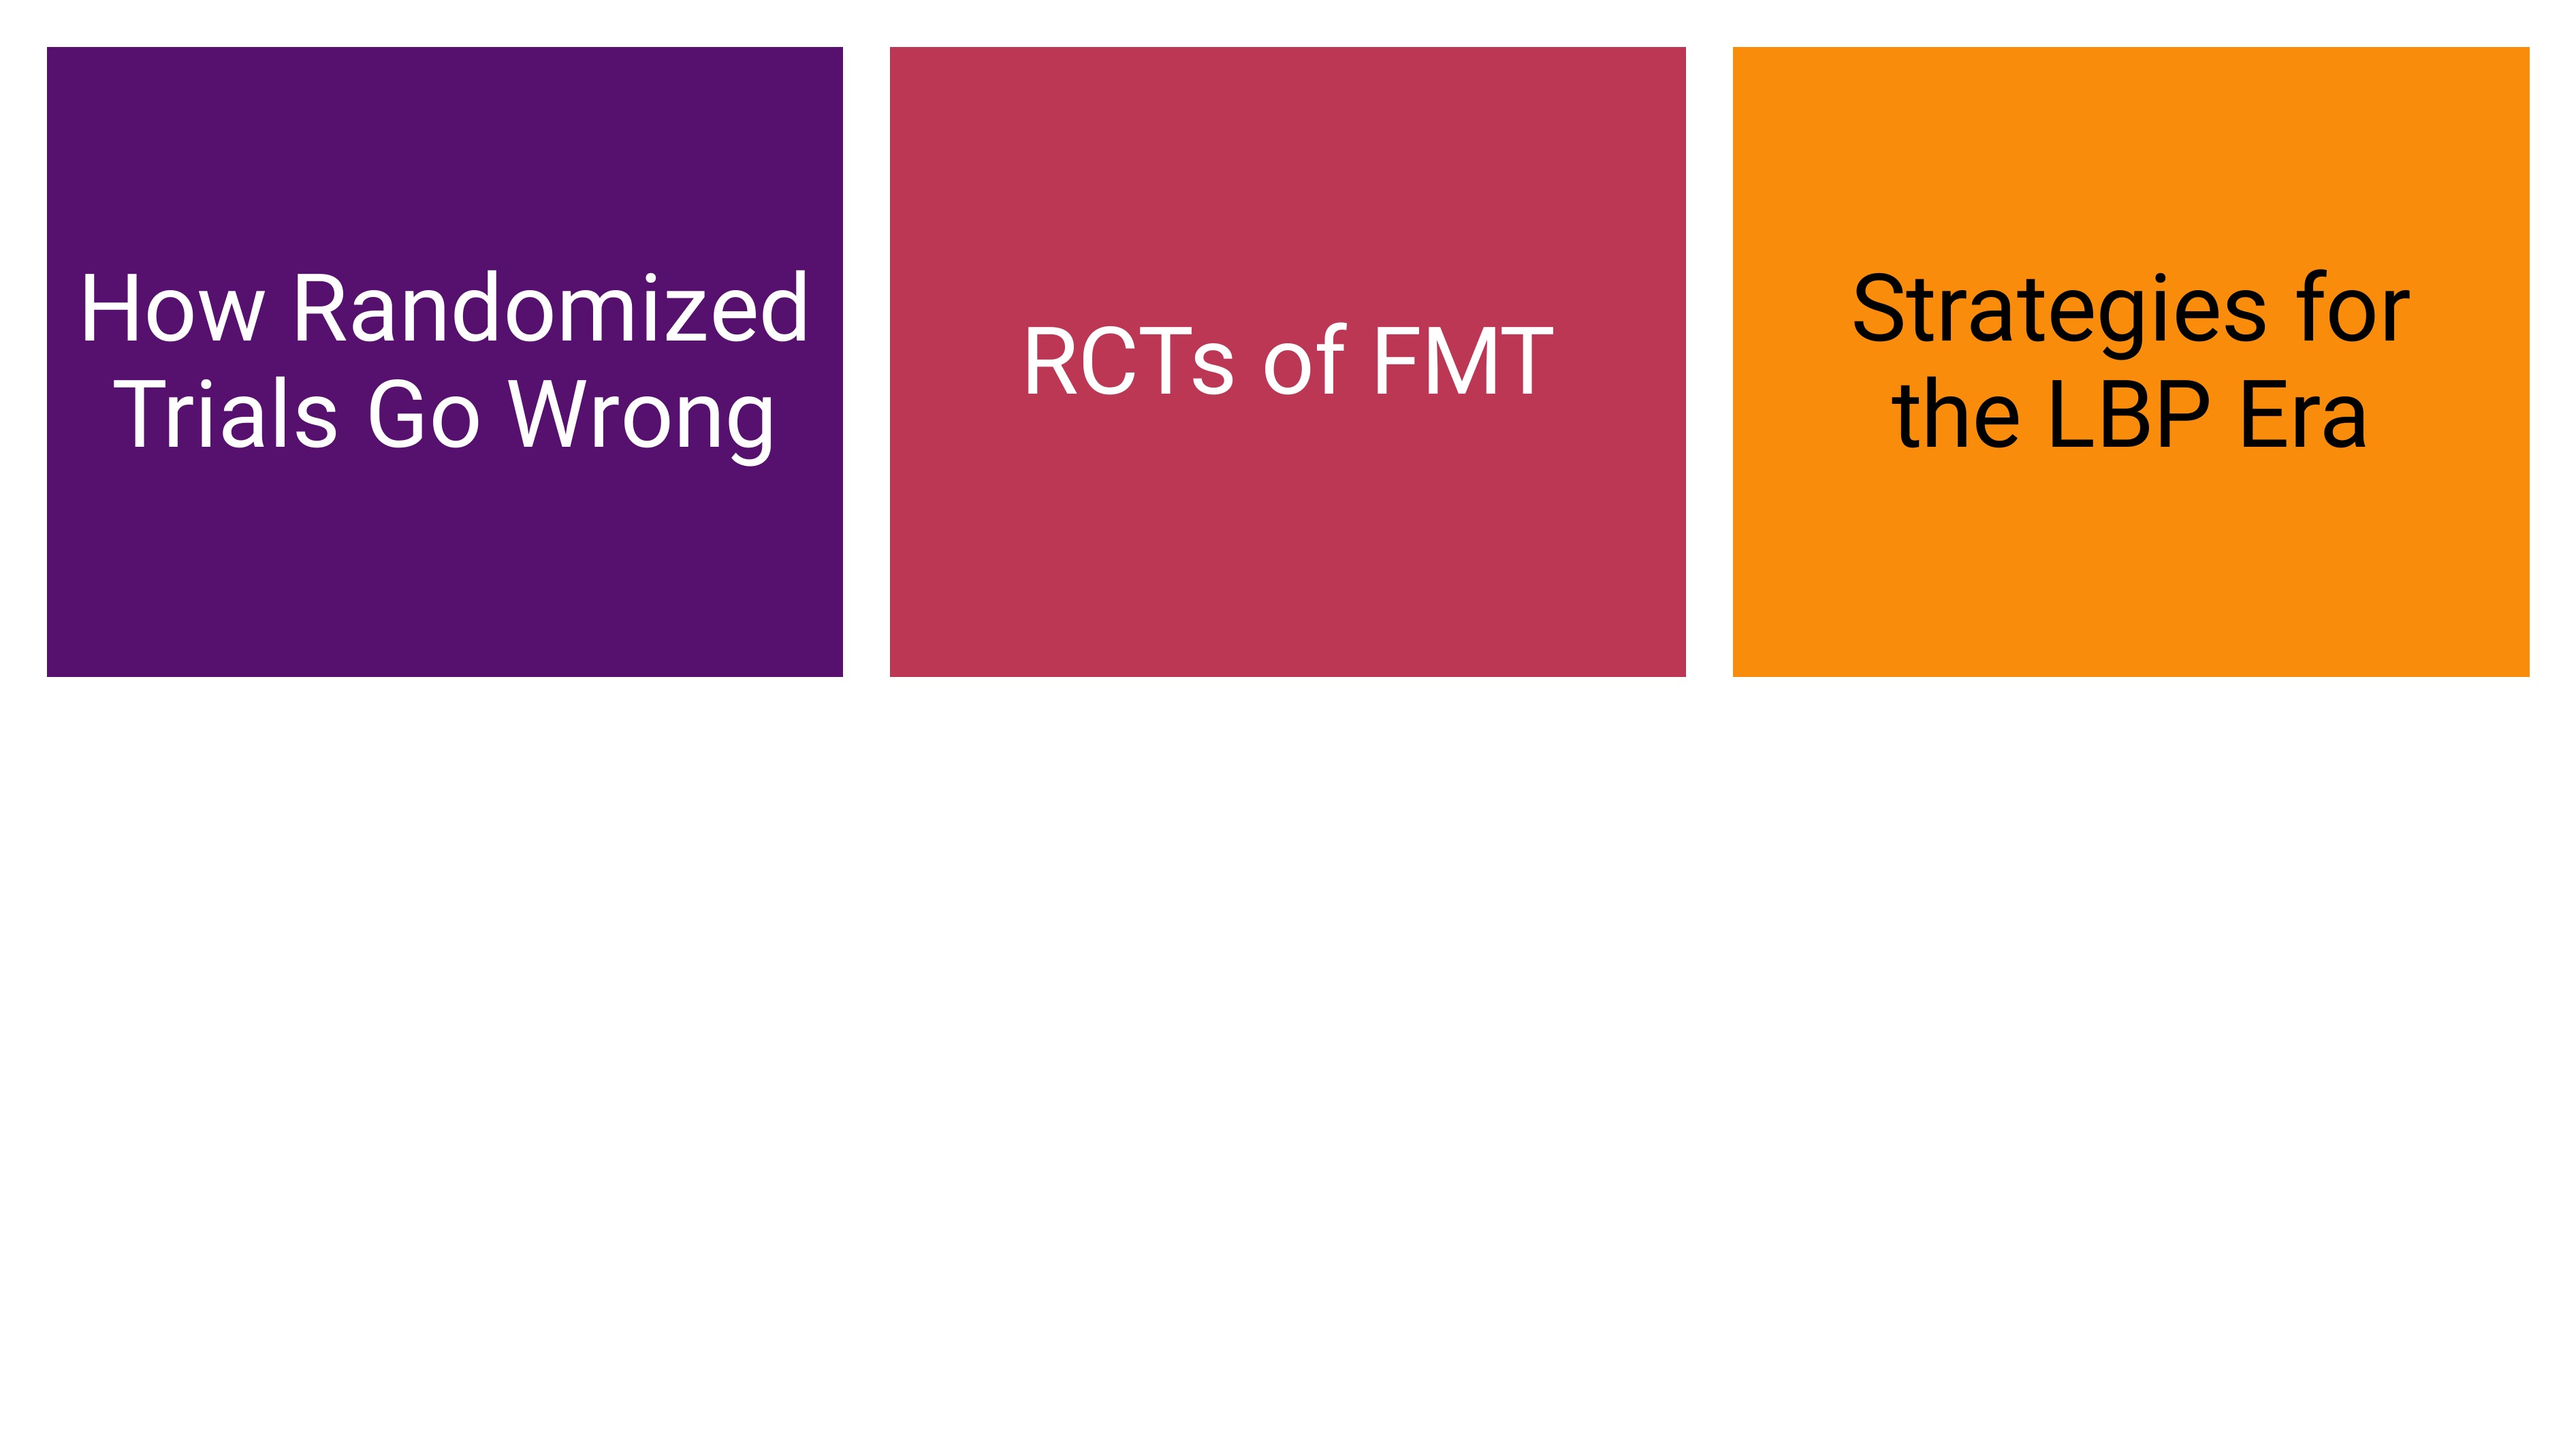 How Randomized
Trials Go Wrong
RCTs of FMT
Strategies for
the LBP Era